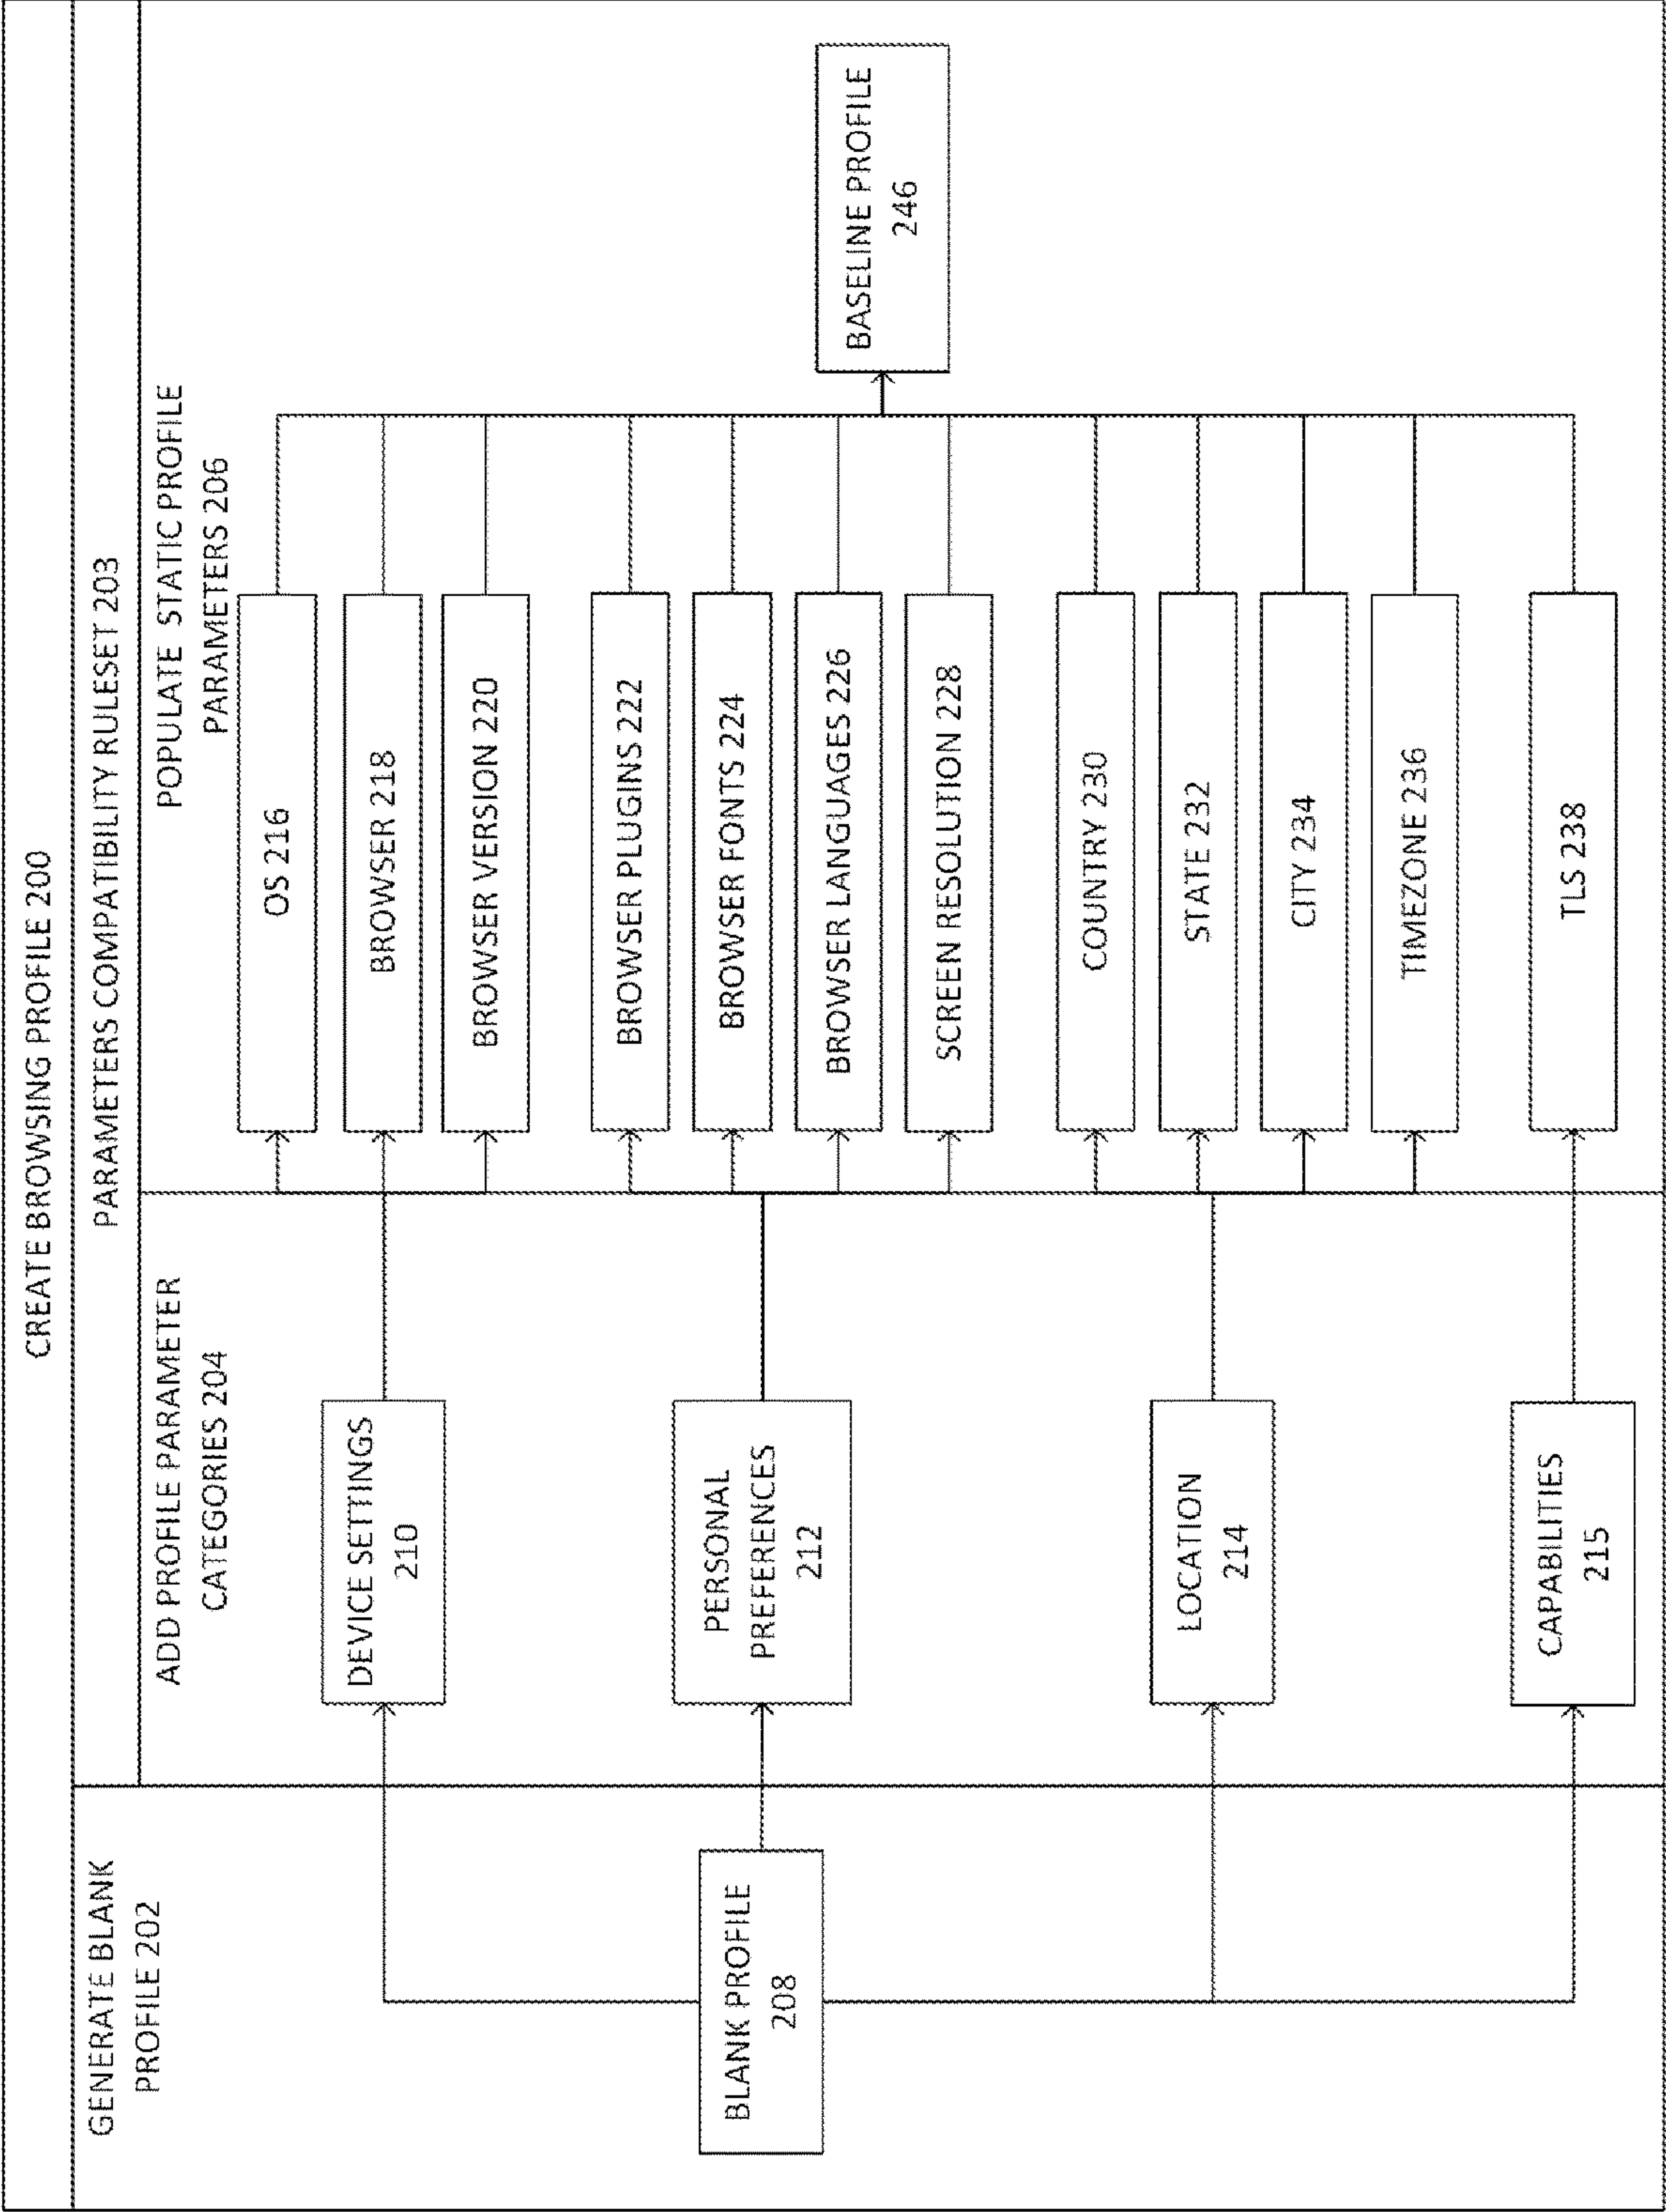 CREATE BROWSING PROFILE 200
GENERATE BLANK
PROFILE 202
PARAMETERS COMPATIBILITY RULESET 203
ADD PROFILE PARAMETER
CATEGORIES 204
POPULATE STATIC PROFILE
PARAMETERS 206
BLANK PROFILE
208
DEVICE SETTINGS
210
PERSONAL
PREFERENCES
212
LOCATION
214
CAPABILITIES
215
OS 216
BROWSER 218
BROWSER VERSION 220
BROWSER PLUGINS 222
BROWSER FONTS 224
BROWSER LANGUAGES 226
SCREEN RESOLUTION 228
COUNTRY 230
STATE 232
CITY 234
TIMEZONE 236
TLS 238
BASELINE PROFILE
246